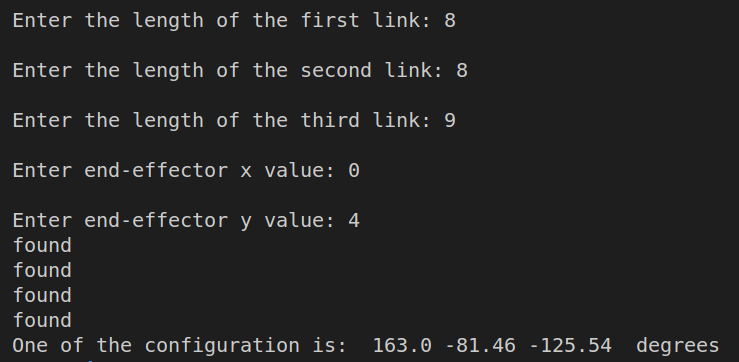 Enter the length of the first link: 8
Enter the length of the second link: 8
Enter the length of the third link: 9
Enter end-effector x value: 0
Enter end-effector y value: 4
found
found
found
found
One of the configuration is:  163.0 -81.46 -125.54  degrees